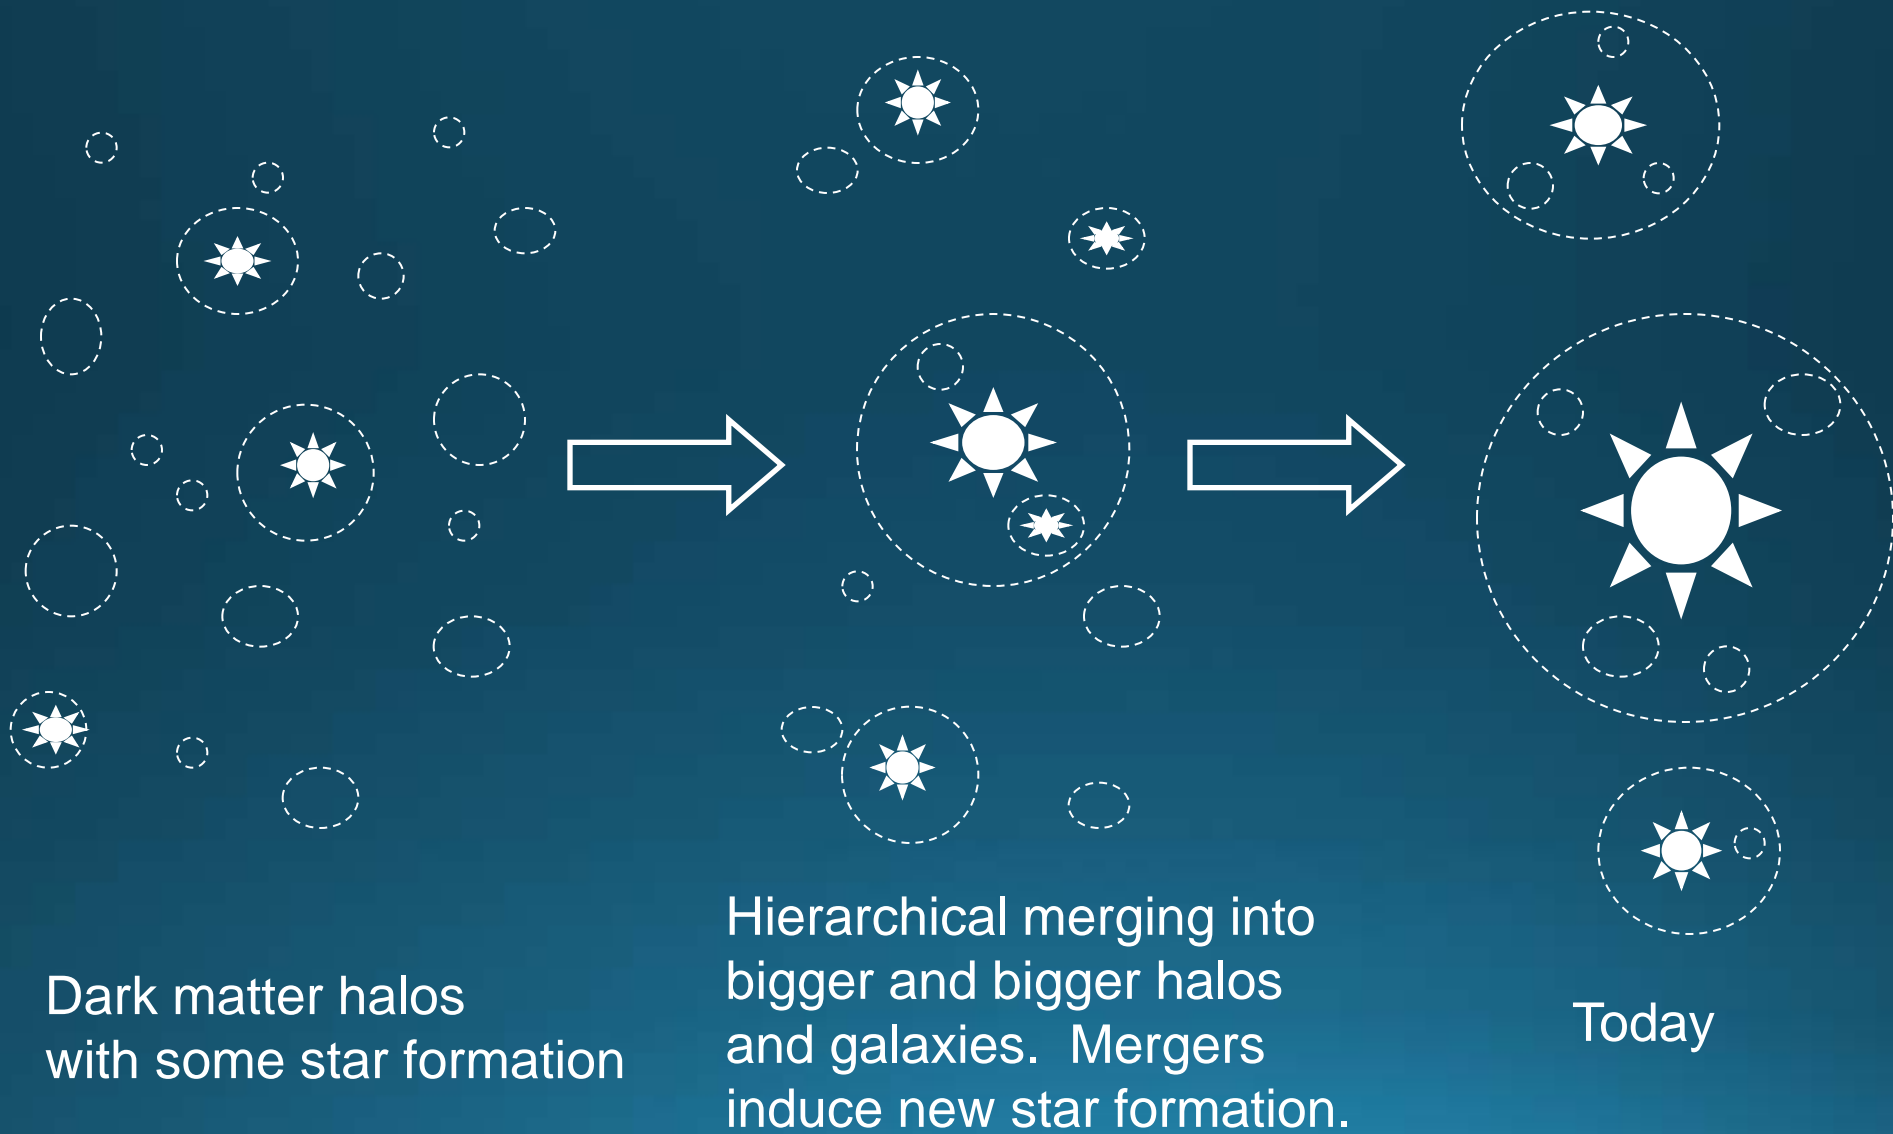 Dark matter halos
with some star formation
Hierarchical merging into
bigger and bigger halos
and galaxies.  Mergers
induce new star formation.
Today